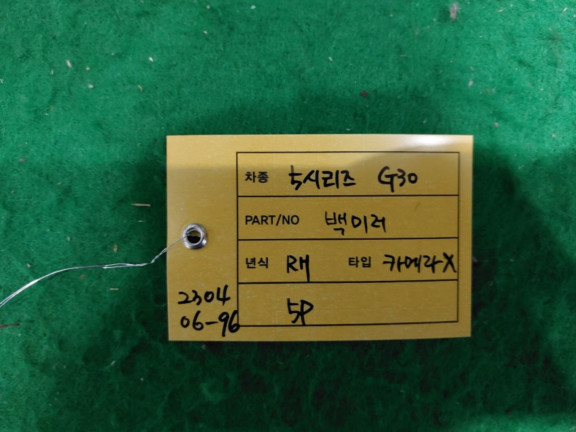 차종 5시리즈 G30
PART/NO 백미러
년식 RH 타입 카메라X
5P
2304
06-96